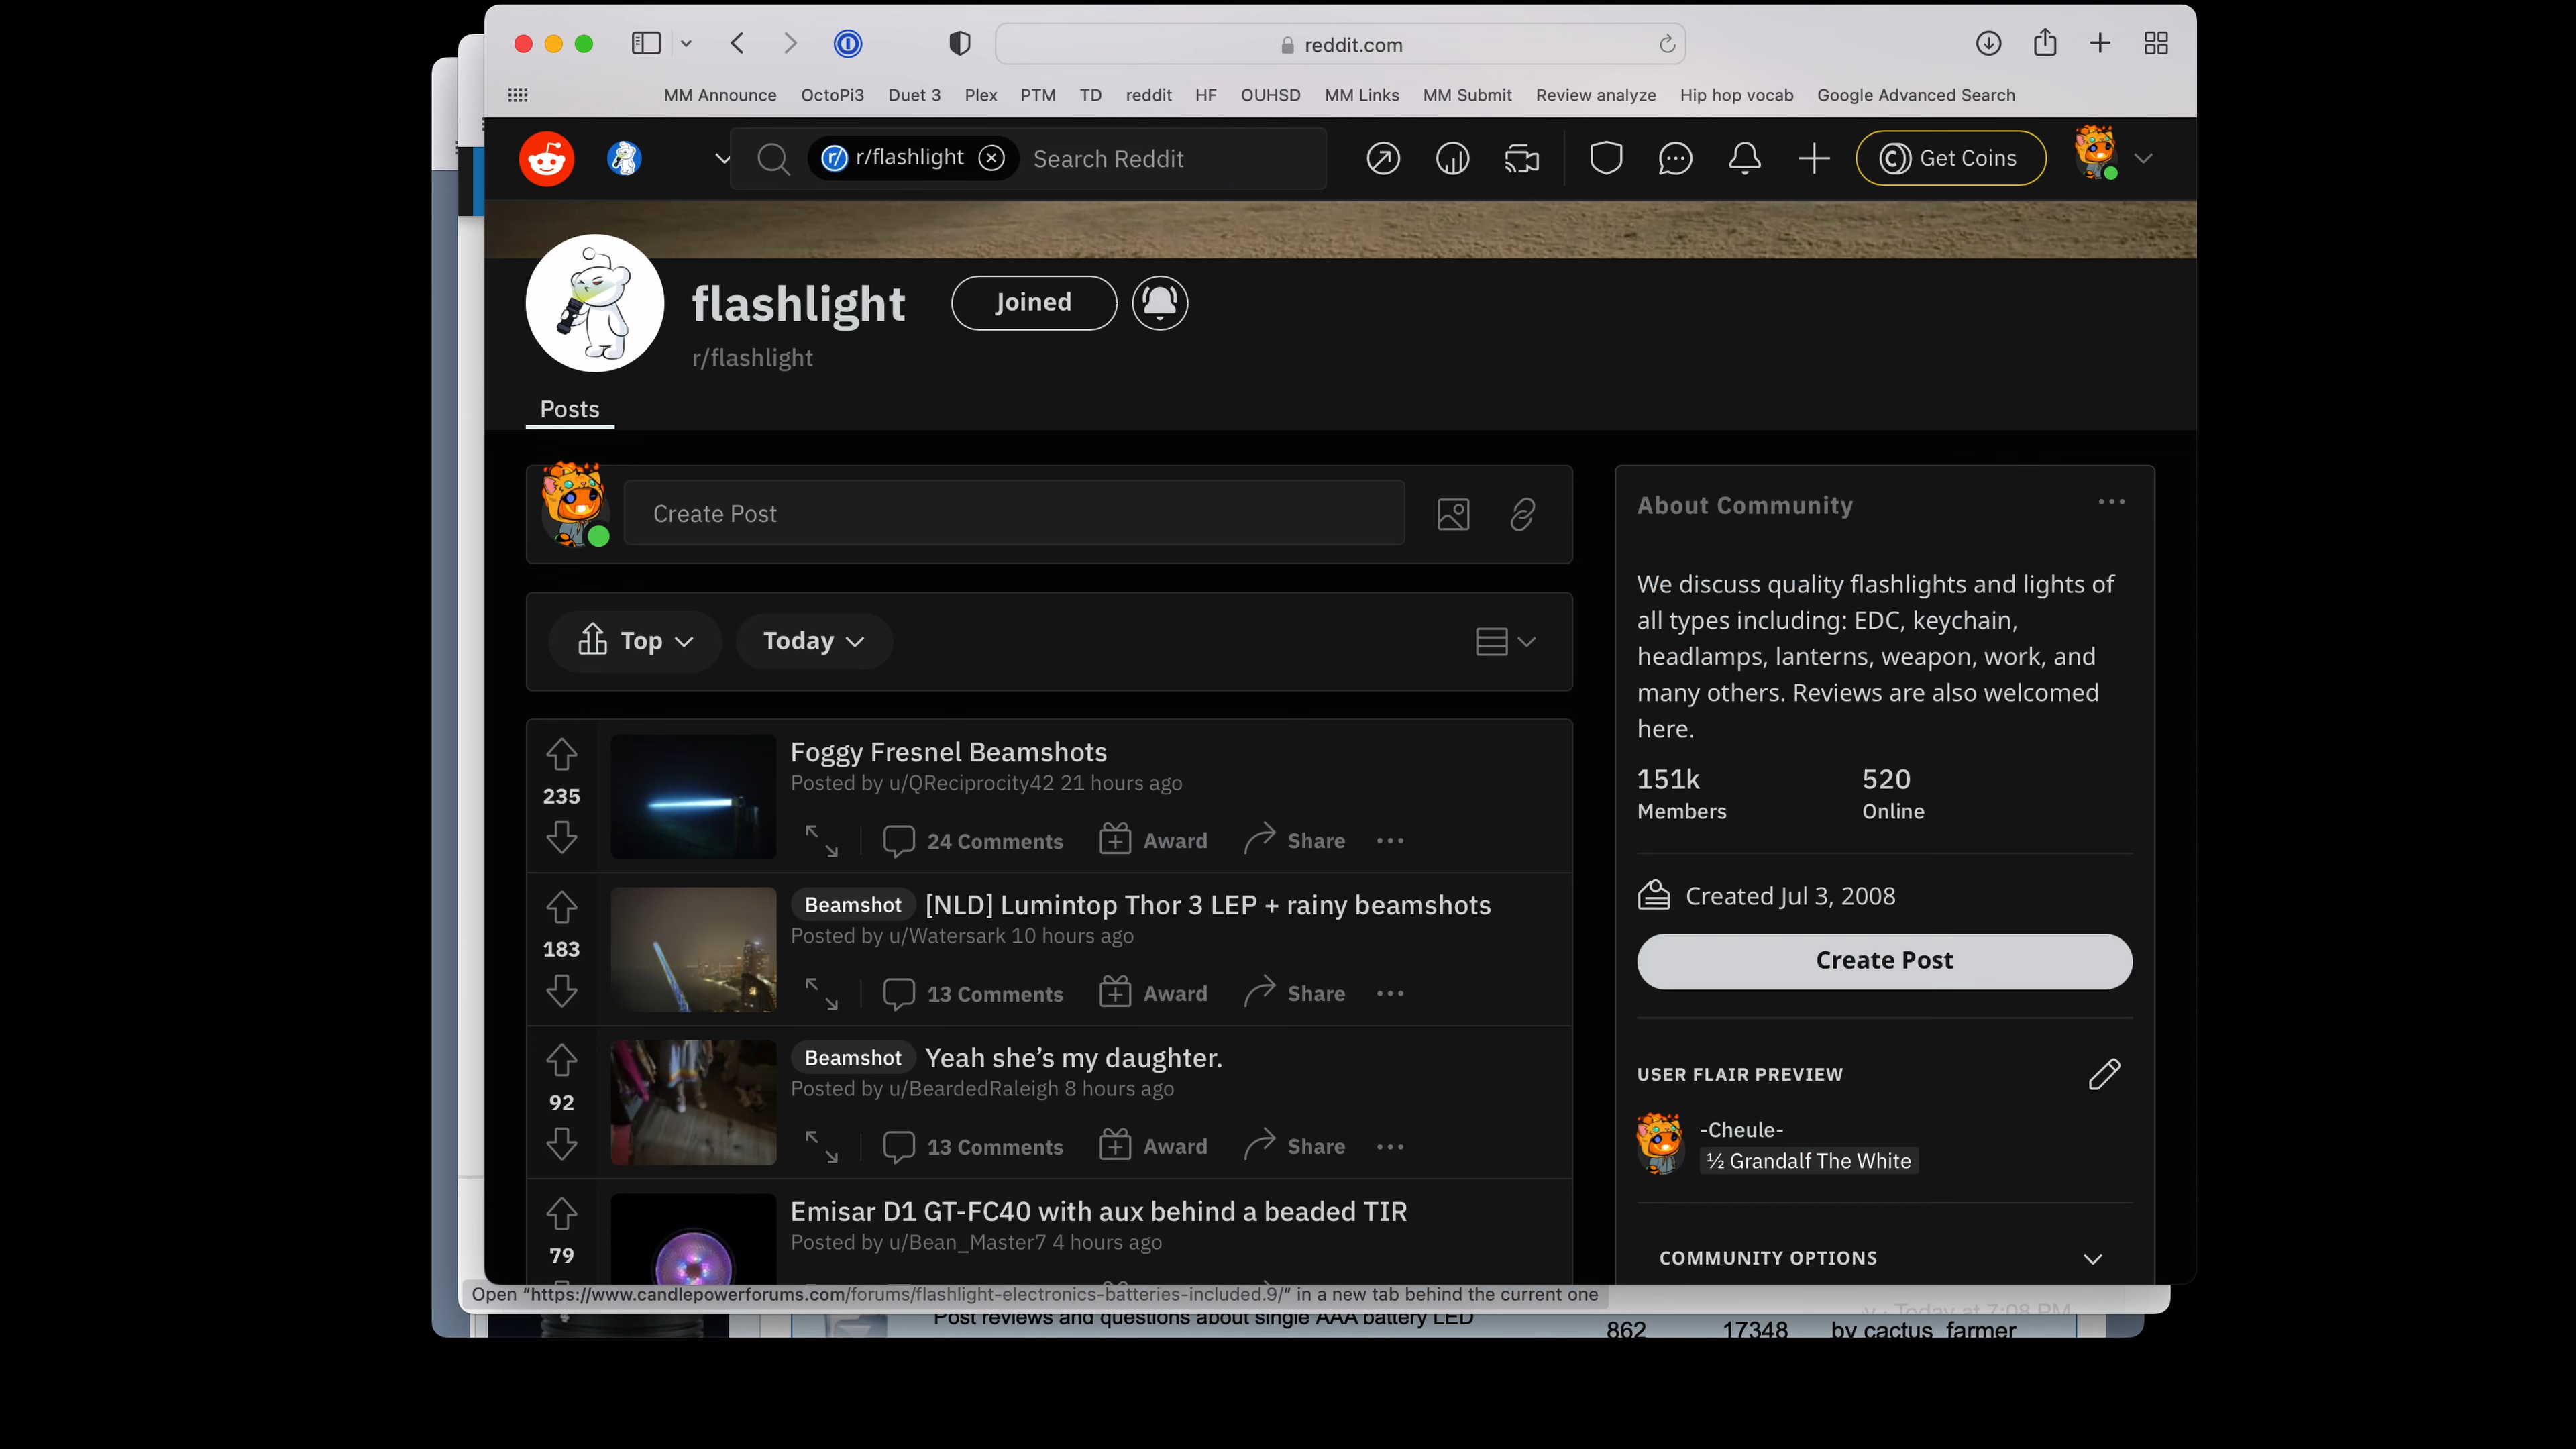 reddit.com
MM Announce OctoPi3 Duet 3 Plex PTM TD reddit HF OUHSD MM Links MM Submit Review analyze Hip hop vocab Google Advanced Search
r/ r/flashlight Search Reddit Get Coins
flashlight Joined
r/flashlight
Posts
Create Post
Top Today
235
Foggy Fresnel Beamshots
Posted by u/QReciprocity42 21 hours ago
24 Comments Award Share
183
Beamshot [NLD] Lumintop Thor 3 LEP + rainy beamshots
Posted by u/Watersark 10 hours ago
13 Comments Award Share
92
Beamshot Yeah she’s my daughter.
Posted by u/BeardedRaleigh 8 hours ago
13 Comments Award Share
79
Emisar D1 GT-FC40 with aux behind a beaded TIR
Posted by u/Bean_Master7 4 hours ago
About Community
We discuss quality flashlights and lights of
all types including: EDC, keychain,
headlamps, lanterns, weapon, work, and
many others. Reviews are also welcomed
here.
151k 520
Members Online
Created Jul 3, 2008
Create Post
USER FLAIR PREVIEW
-Cheule-
½ Grandalf The White
COMMUNITY OPTIONS
Open “https://www.candlepowerforums.com/forums/flashlight-electronics-batteries-included.9/” in a new tab behind the current one
Today at 7:08 PM
Post reviews and questions about single AAA battery LED
862 17348 by cactus_farmer